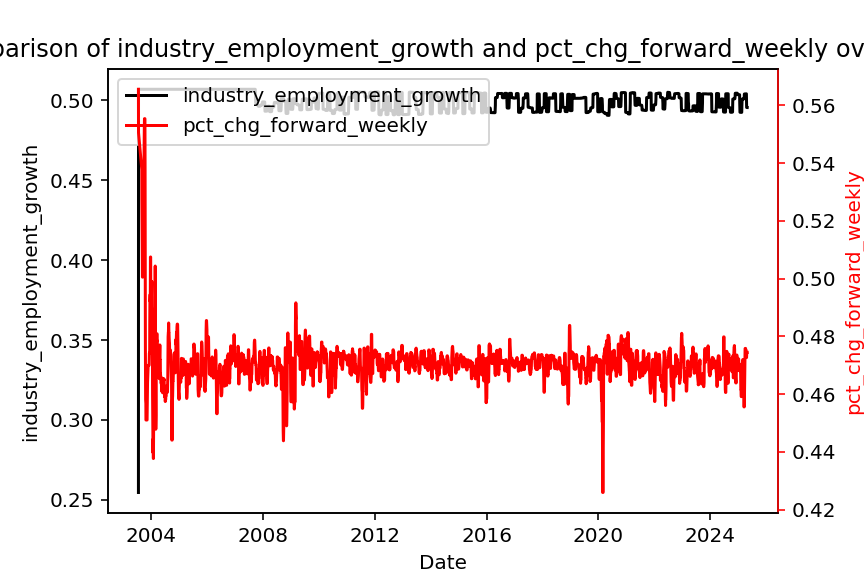 parison of industry_employment_growth and pct_chg_forward_weekly ov
industry_employment_growth
pct_chg_forward_weekly
0.50
0.45
0.40
0.35
0.30
0.25
industry_employment_growth
0.56
0.54
0.52
0.50
0.48
0.46
0.44
0.42
pct_chg_forward_weekly
2004 2008 2012 2016 2020 2024
Date